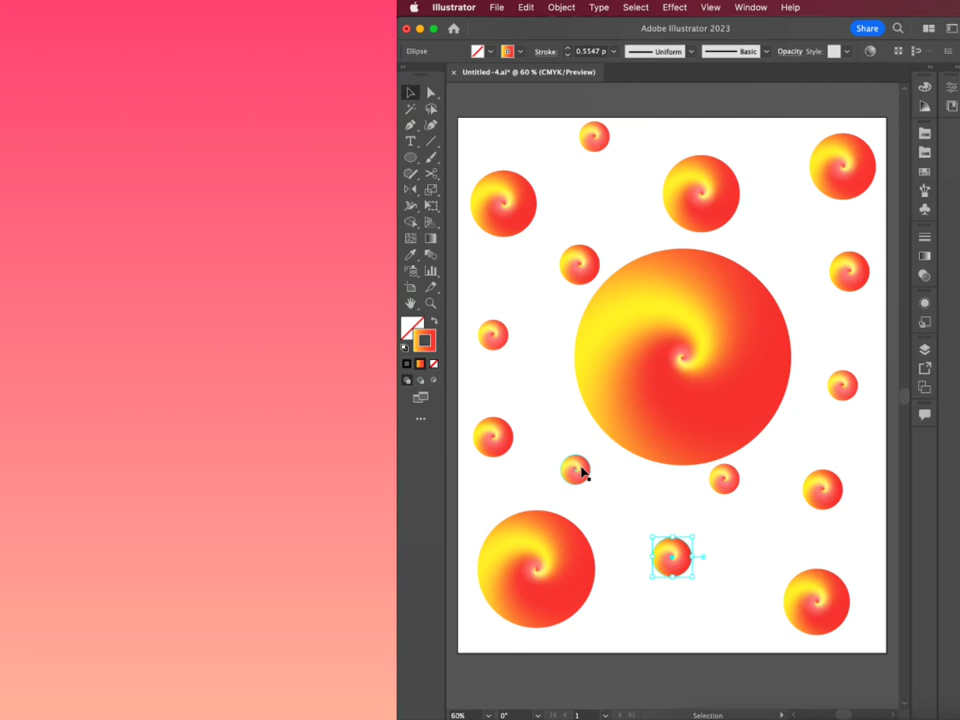 Illustrator File Edit Object Type Select Effect View Window Help
Adobe Illustrator 2023
Share
Ellipse Stroke: 0.5547 p Uniform Basic Opacity Style:
× Untitled-4.ai* @ 60 % (CMYK/Preview)
60% 0° 1 Selection